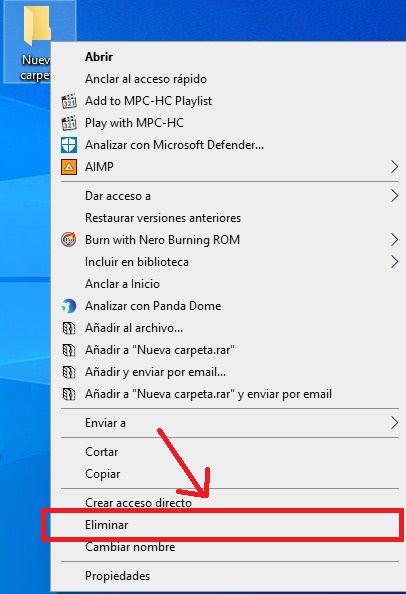 Nueva
carpeta
Abrir
Anclar al acceso rápido
Add to MPC-HC Playlist
Play with MPC-HC
Analizar con Microsoft Defender...
AIMP
Dar acceso a
Restaurar versiones anteriores
Burn with Nero Burning ROM
Incluir en biblioteca
Anclar a Inicio
Analizar con Panda Dome
Añadir al archivo...
Añadir a "Nueva carpeta.rar"
Añadir y enviar por email...
Añadir a "Nueva carpeta.rar" y enviar por email
Enviar a
Cortar
Copiar
Crear acceso directo
Eliminar
Cambiar nombre
Propiedades